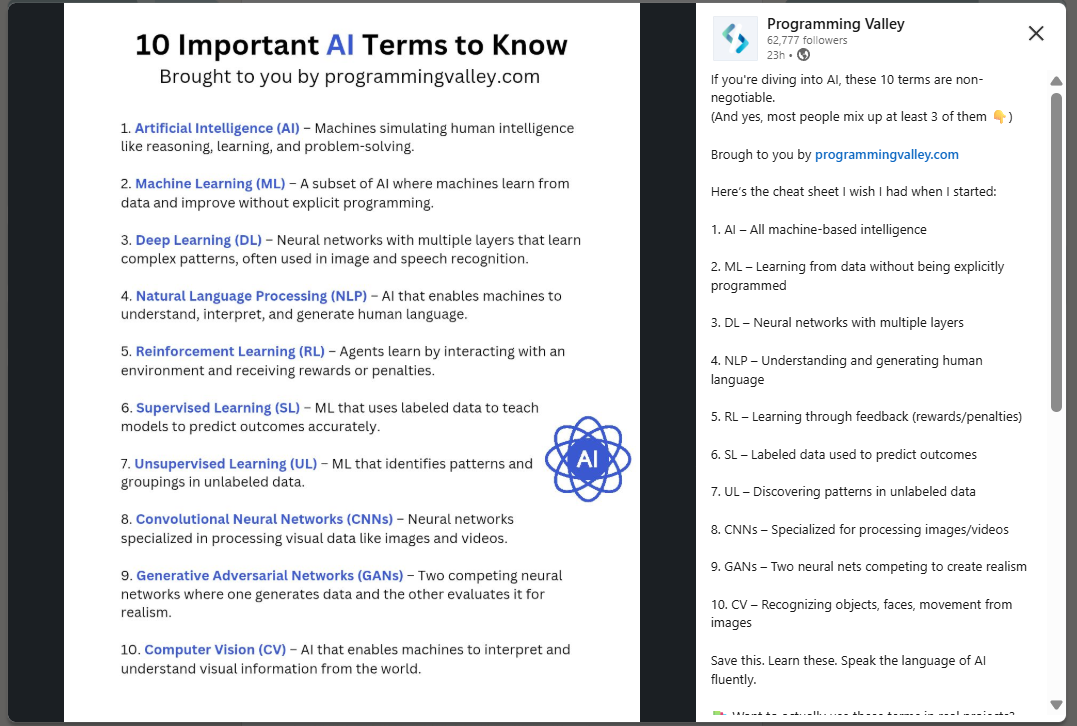 10 Important AI Terms to Know
Brought to you by programmingvalley.com
1. Artificial Intelligence (AI) – Machines simulating human intelligence
like reasoning, learning, and problem-solving.
2. Machine Learning (ML) – A subset of AI where machines learn from
data and improve without explicit programming.
3. Deep Learning (DL) – Neural networks with multiple layers that learn
complex patterns, often used in image and speech recognition.
4. Natural Language Processing (NLP) – AI that enables machines to
understand, interpret, and generate human language.
5. Reinforcement Learning (RL) – Agents learn by interacting with an
environment and receiving rewards or penalties.
6. Supervised Learning (SL) – ML that uses labeled data to teach
models to predict outcomes accurately.
7. Unsupervised Learning (UL) – ML that identifies patterns and
groupings in unlabeled data.
8. Convolutional Neural Networks (CNNs) – Neural networks
specialized in processing visual data like images and videos.
9. Generative Adversarial Networks (GANs) – Two competing neural
networks where one generates data and the other evaluates it for
realism.
10. Computer Vision (CV) – AI that enables machines to interpret and
understand visual information from the world.
AI
Programming Valley
62,777 followers
23h •
If you're diving into AI, these 10 terms are non-
negotiable.
(And yes, most people mix up at least 3 of them 👇)
Brough to you by programmingvalley.com
Here's the cheat sheet I wish I had when I started:
1. AI – All machine-based intelligence
2. ML – Learning from data without being explicitly
programmed
3. DL – Neural networks with multiple layers
4. NLP – Understanding and generating human
language
5. RL – Learning through feedback (rewards/penalties)
6. SL – Labeled data used to predict outcomes
7. UL – Discovering patterns in unlabeled data
8. CNNs – Specialized for processing images/videos
9. GANs – Two neural nets competing to create realism
10. CV – Recognizing objects, faces, movement from
images
Save this. Learn these. Speak the language of AI
fluently.
Want to actually use these terms in real projects?